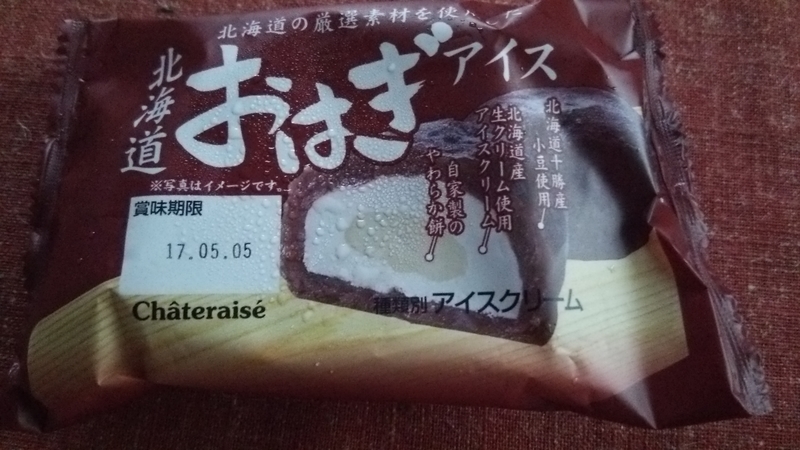 北海道の厳選素材を使
北海道
おはぎ
アイス
北海道十勝産
小豆使用!
北海道産
生クリーム使用
アイスクリーム!
自家製の
やわらか餅!
※写真はイメージです。
賞味期限
17.05.05
Châteraisé
種類別 アイスクリーム